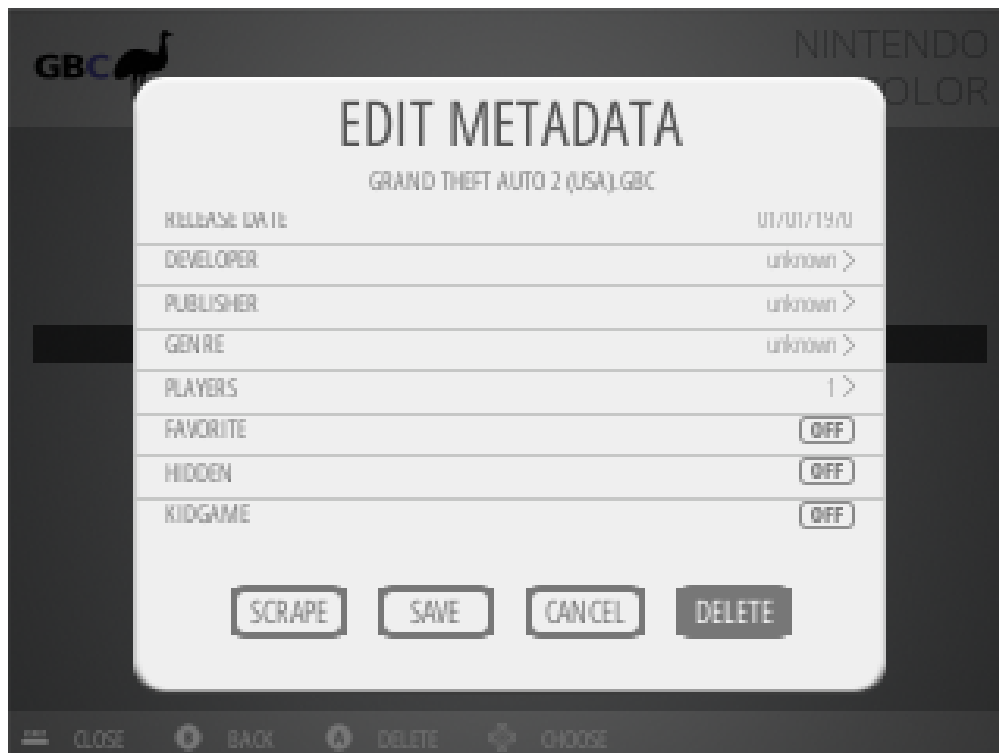 GBC
NINTENDO
OLOR
EDIT METADATA
GRAND THEFT AUTO 2 (USA).GBC
RELEASE DATE 01/01/1970
DEVELOPER unknown >
PUBLISHER unknown >
GENRE unknown >
PLAYERS 1 >
FAVORITE OFF
HIDDEN OFF
KIDGAME OFF
SCRAPE SAVE CANCEL DELETE
CLOSE B BACK A DELETE CHOOSE